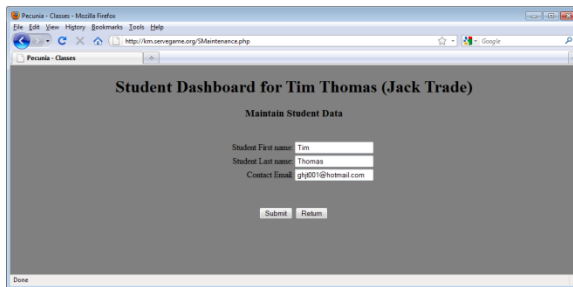 Pecunia - Classes - Mozilla Firefox
File Edit View History Bookmarks Tools Help
http://km.servegame.org/SMaintenance.php
Google
Pecunia - Classes
Student Dashboard for Tim Thomas (Jack Trade)
Maintain Student Data
Student First name: Tim
Student Last name: Thomas
Contact Email: ghjt001@hotmail.com
Submit Return
Done